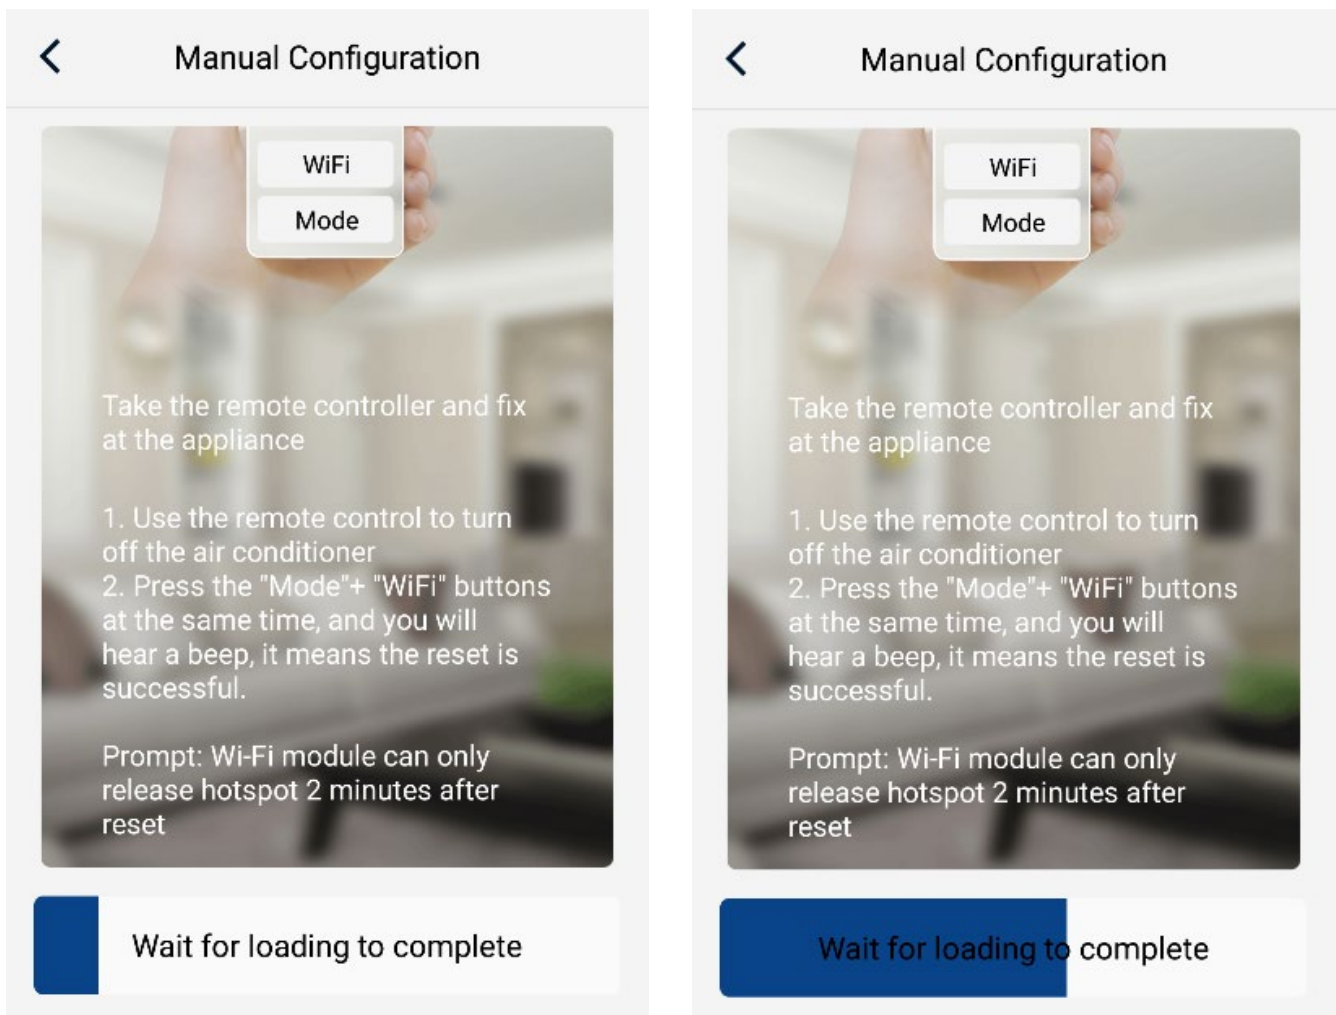 Manual Configuration
WiFi
Mode
Take the remote controller and fix
at the appliance
1. Use the remote control to turn
off the air conditioner
2. Press the "Mode"+ "WiFi" buttons
at the same time, and you will
hear a beep, it means the reset is
successful.
Prompt: Wi-Fi module can only
release hotspot 2 minutes after
reset
Wait for loading to complete
Manual Configuration
WiFi
Mode
Take the remote controller and fix
at the appliance
1. Use the remote control to turn
off the air conditioner
2. Press the "Mode"+ "WiFi" buttons
at the same time, and you will
hear a beep, it means the reset is
successful.
Prompt: Wi-Fi module can only
release hotspot 2 minutes after
reset
Wait for loading to complete